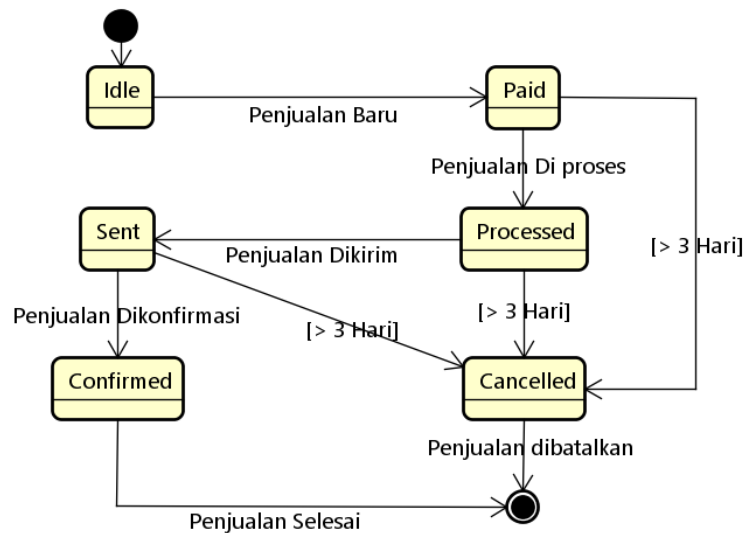 Idle
Paid
Penjualan Baru
Penjualan Di proses
Sent
Processed
Penjualan Dikirim
[> 3 Hari]
Penjualan Dikonfirmasi
[> 3 Hari]
[> 3 Hari]
Confirmed
Cancelled
Penjualan dibatalkan
Penjualan Selesai